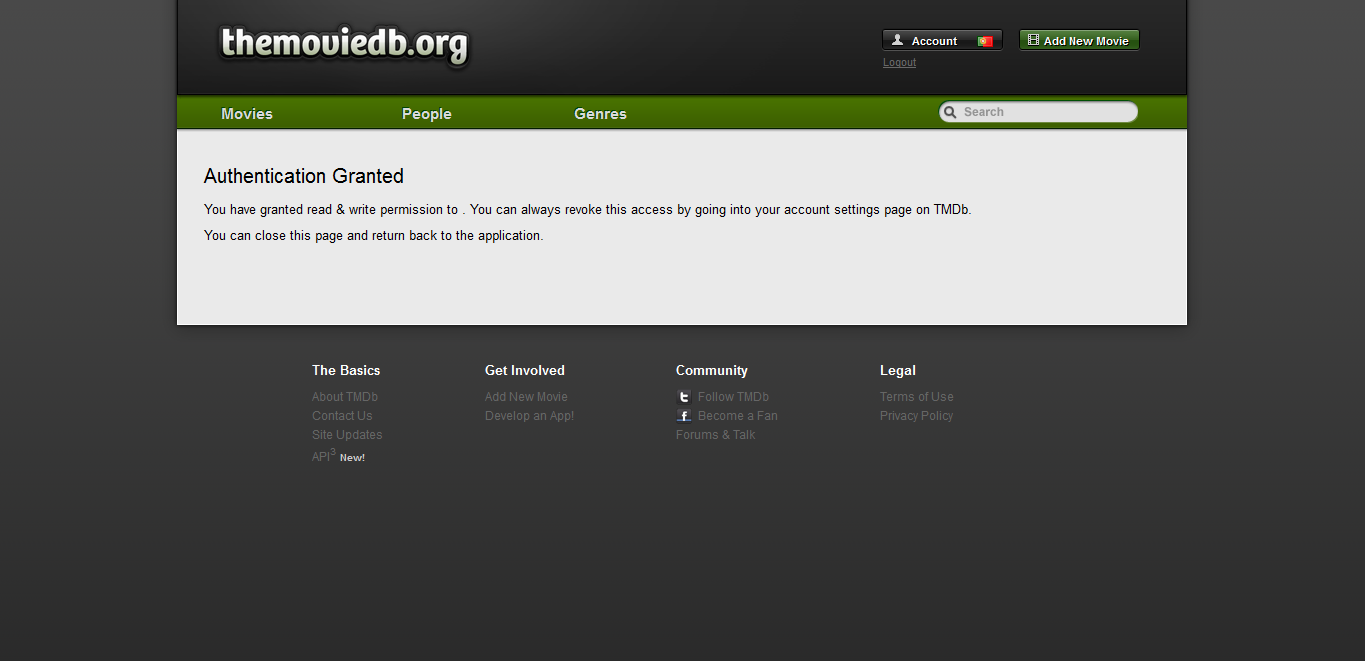 themoviedb.org
Account
Add New Movie
Logout
Movies People Genres Search
Authentication Granted
You have granted read & write permission to . You can always revoke this access by going into your account settings page on TMDb.
You can close this page and return back to the application.
The Basics Get Involved Community Legal
About TMDb Add New Movie Follow TMDb Terms of Use
Contact Us Develop an App! Become a Fan Privacy Policy
Site Updates Forums & Talk
API3 New!